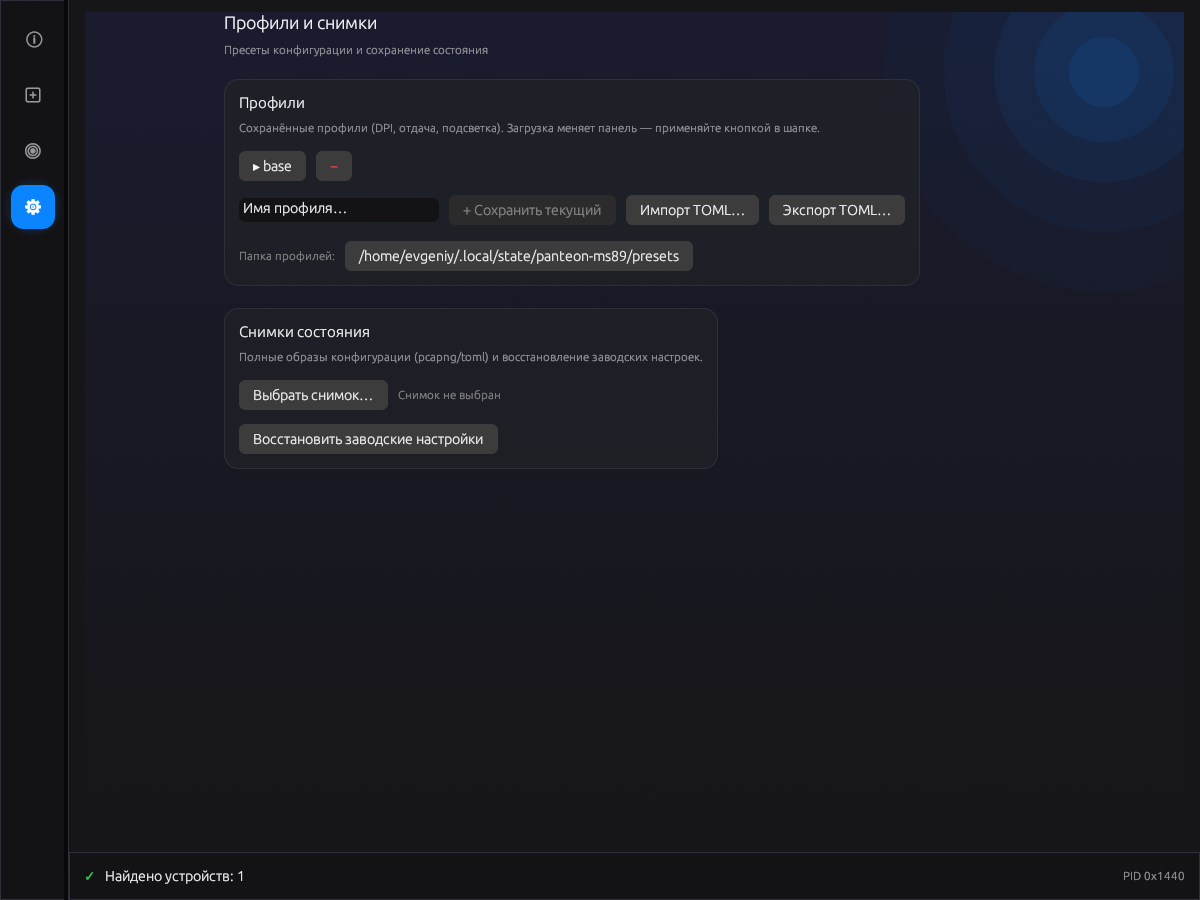 Профили и снимки
Пресеты конфигурации и сохранение состояния
Профили
Сохранённые профили (DPI, отдача, подсветка). Загрузка меняет панель — применяйте кнопкой в шапке.
▸ base −
Имя профиля… + Сохранить текущий Импорт TOML… Экспорт TOML…
Папка профилей: /home/evgeniy/.local/state/panteon-ms89/presets
Снимки состояния
Полные образы конфигурации (pcapng/toml) и восстановление заводских настроек.
Выбрать снимок… Снимок не выбран
Восстановить заводские настройки
✓ Найдено устройств: 1 PID 0x1440